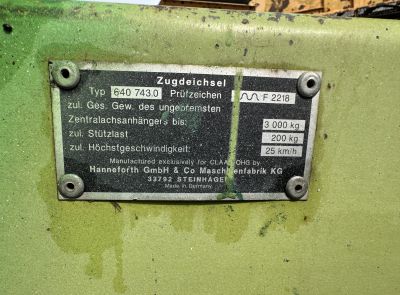 Zugdeichsel
Typ 640 743.0 Prüfzeichen F 2218
zul. Ges. Gew. des ungebremsten
Zentralachsanhängers bis: 3 000 kg
zul. Stützlast 200 kg
zul. Höchstgeschwindigkeit: 25 km/h
Manufactured exclusively for CLAAS OHG by
Hanneforth GmbH & Co Maschinenfabrik KG
33792 STEINHAGEN
Made in Germany